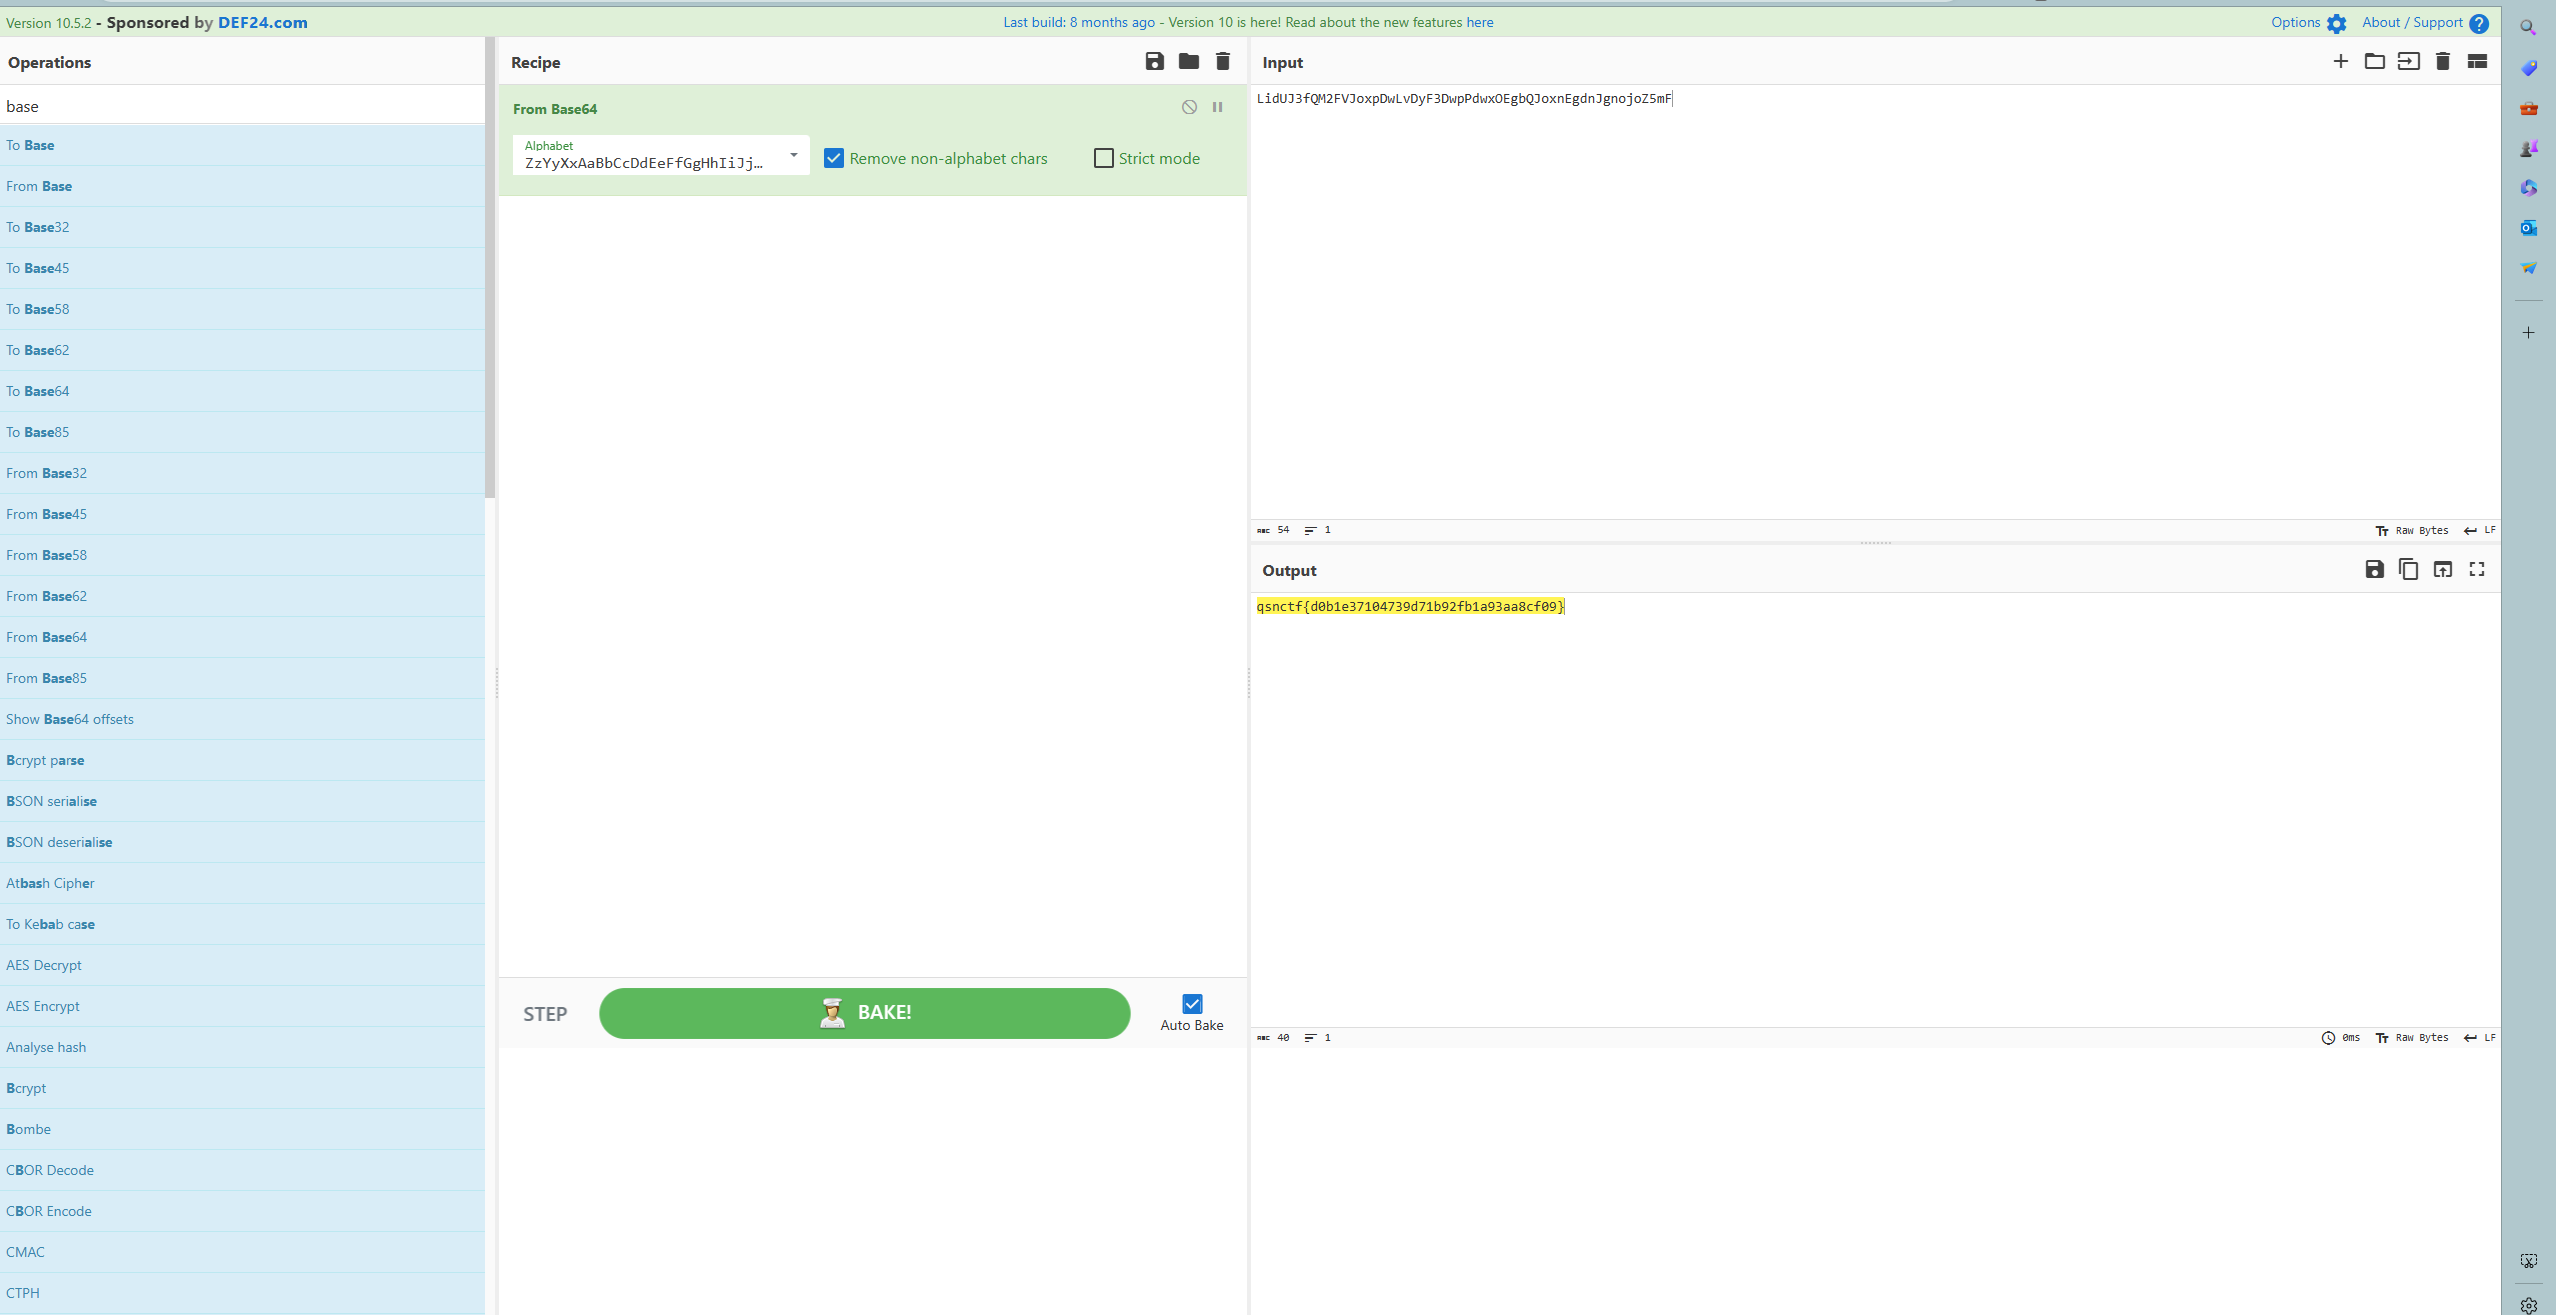 Version 10.5.2 - Sponsored by DEF24.com
Last build: 8 months ago - Version 10 is here! Read about the new features here
Options
About / Support
Operations
base
To Base
From Base
To Base32
To Base45
To Base58
To Base62
To Base64
To Base85
From Base32
From Base45
From Base58
From Base62
From Base64
From Base85
Show Base64 offsets
Bcrypt parse
BSON serialise
BSON deserialise
Atbash Cipher
To Kebab case
AES Decrypt
AES Encrypt
Analyse hash
Bcrypt
Bombe
CBOR Decode
CBOR Encode
CMAC
CTPH
Recipe
From Base64
Alphabet
ZzYyXxAaBbCcDdEeFfGgHhIiJj…
Remove non-alphabet chars
Strict mode
STEP
BAKE!
Auto Bake
Input
LidUJ3fQM2FVJoxpDwLvDyF3DwpPdwxOEgbQJoxnEgdnJgnojoZ5mF
ABC 54 1
Tт Raw Bytes LF
Output
qsnctf{d0b1e37104739d71b92fb1a93aa8cf09}
ABC 40 1
0ms Tт Raw Bytes LF